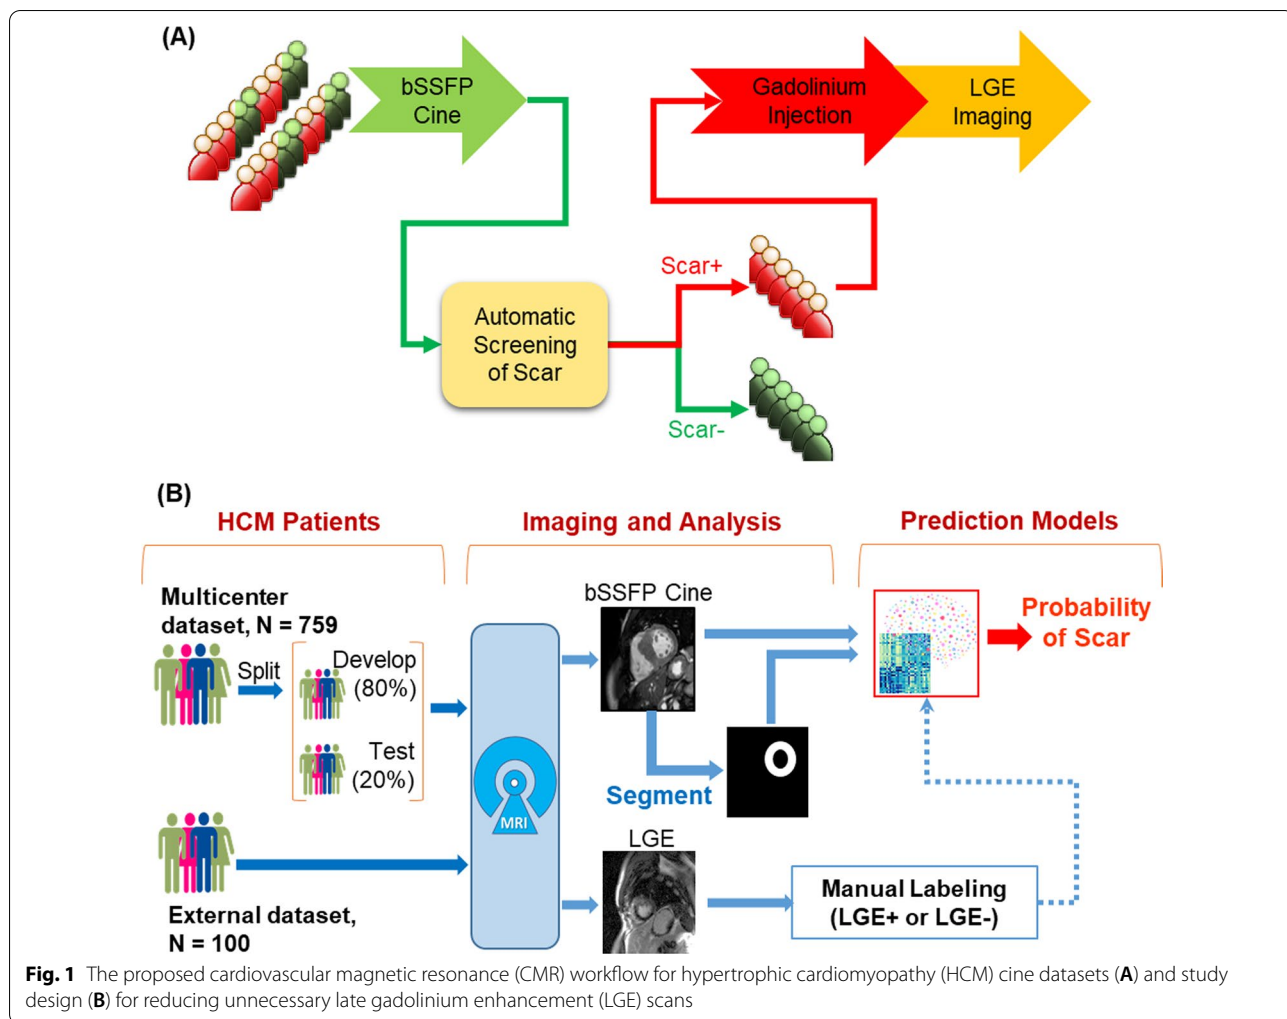 (A)
bSSFP
Cine
Gadolinium
Injection
LGE
Imaging
Automatic
Screening
of Scar
Scar+
Scar-
(B)
HCM Patients
Imaging and Analysis
Prediction Models
Multicenter
dataset, N = 759
Split
Develop
(80%)
Test
(20%)
External dataset,
N = 100
MRI
bSSFP Cine
Segment
LGE
Manual Labeling
(LGE+ or LGE-)
Probability
of Scar
Fig. 1 The proposed cardiovascular magnetic resonance (CMR) workflow for hypertrophic cardiomyopathy (HCM) cine datasets (A) and study
design (B) for reducing unnecessary late gadolinium enhancement (LGE) scans